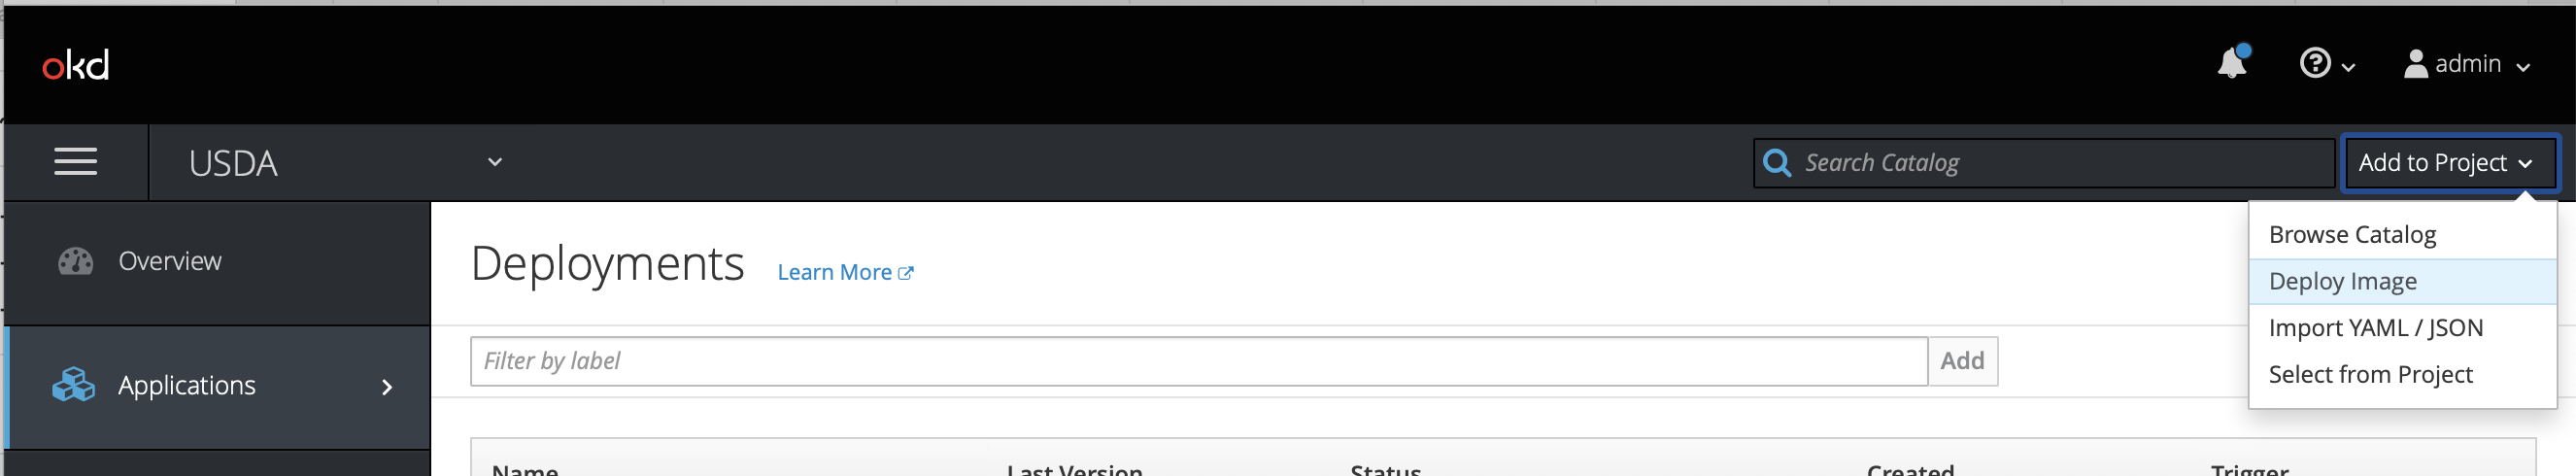 okd
admin
USDA
Search Catalog
Add to Project
Browse Catalog
Deploy Image
Import YAML / JSON
Select from Project
Overview
Applications
Deployments Learn More
Filter by label
Add
Name Last Version Status Created Trigger